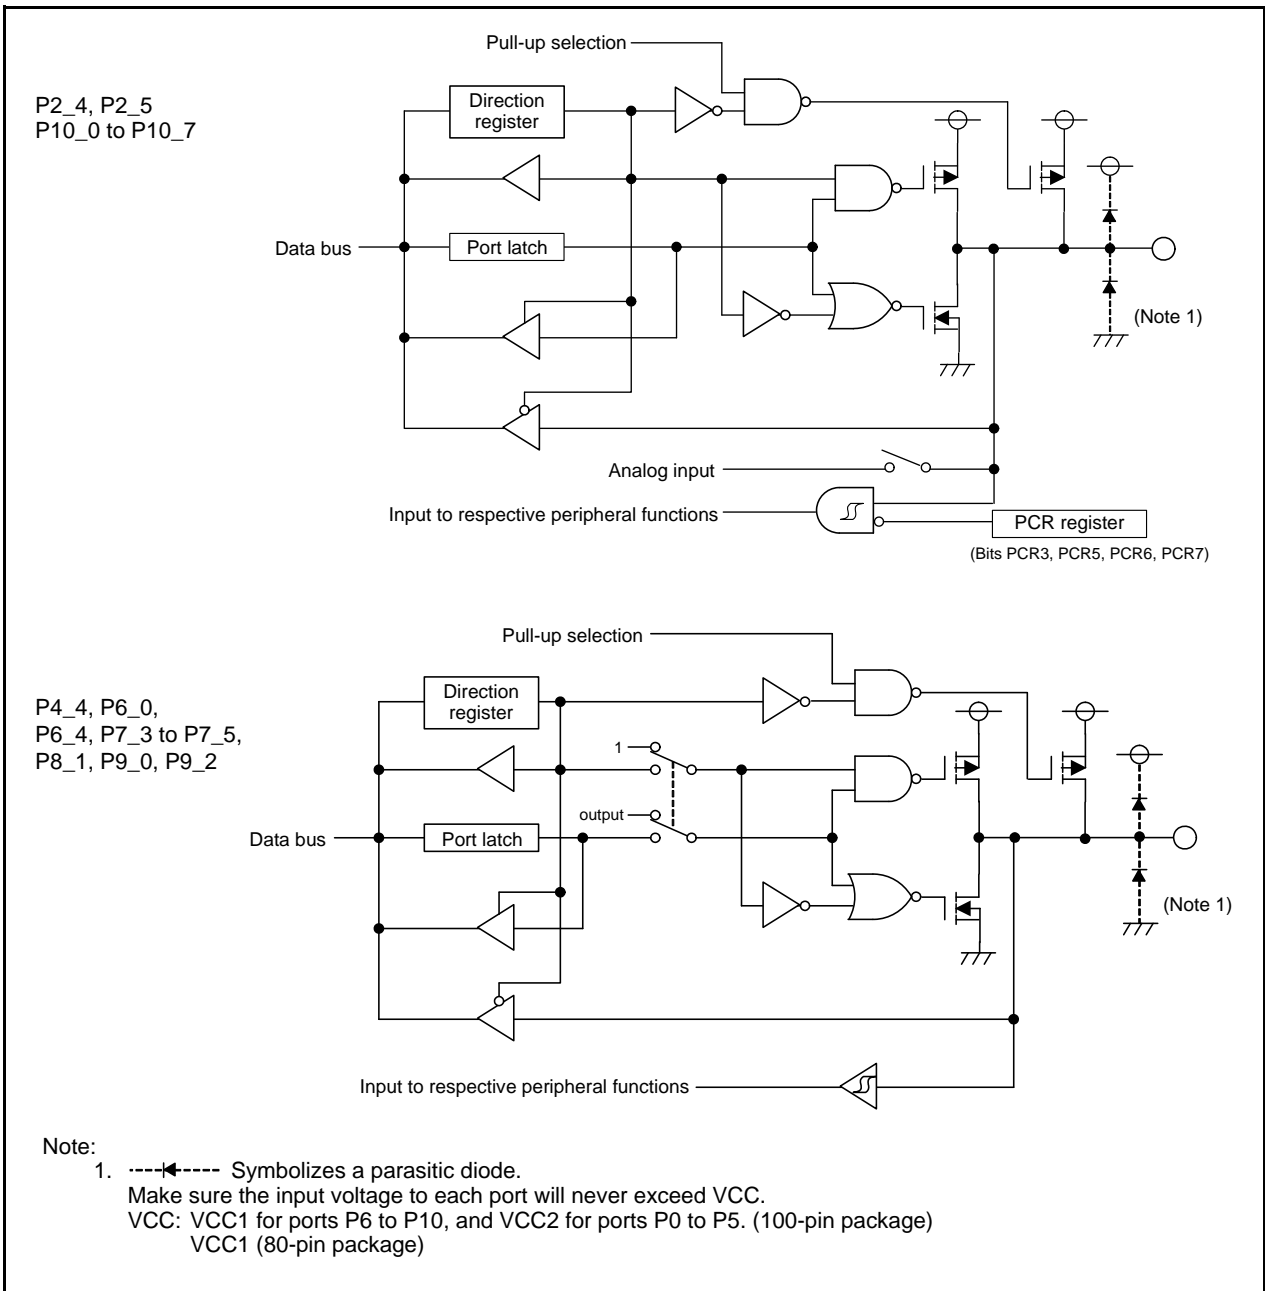 Pull-up selection
P2_4, P2_5
P10_0 to P10_7
Direction
register
Data bus
Port latch
(Note 1)
Analog input
Input to respective peripheral functions
PCR register
(Bits PCR3, PCR5, PCR6, PCR7)
Pull-up selection
P4_4, P6_0,
P6_4, P7_3 to P7_5,
P8_1, P9_0, P9_2
Direction
register
1
output
Data bus
Port latch
(Note 1)
Input to respective peripheral functions
Note:
1. Symbolizes a parasitic diode.
Make sure the input voltage to each port will never exceed VCC.
VCC: VCC1 for ports P6 to P10, and VCC2 for ports P0 to P5. (100-pin package)
VCC1 (80-pin package)